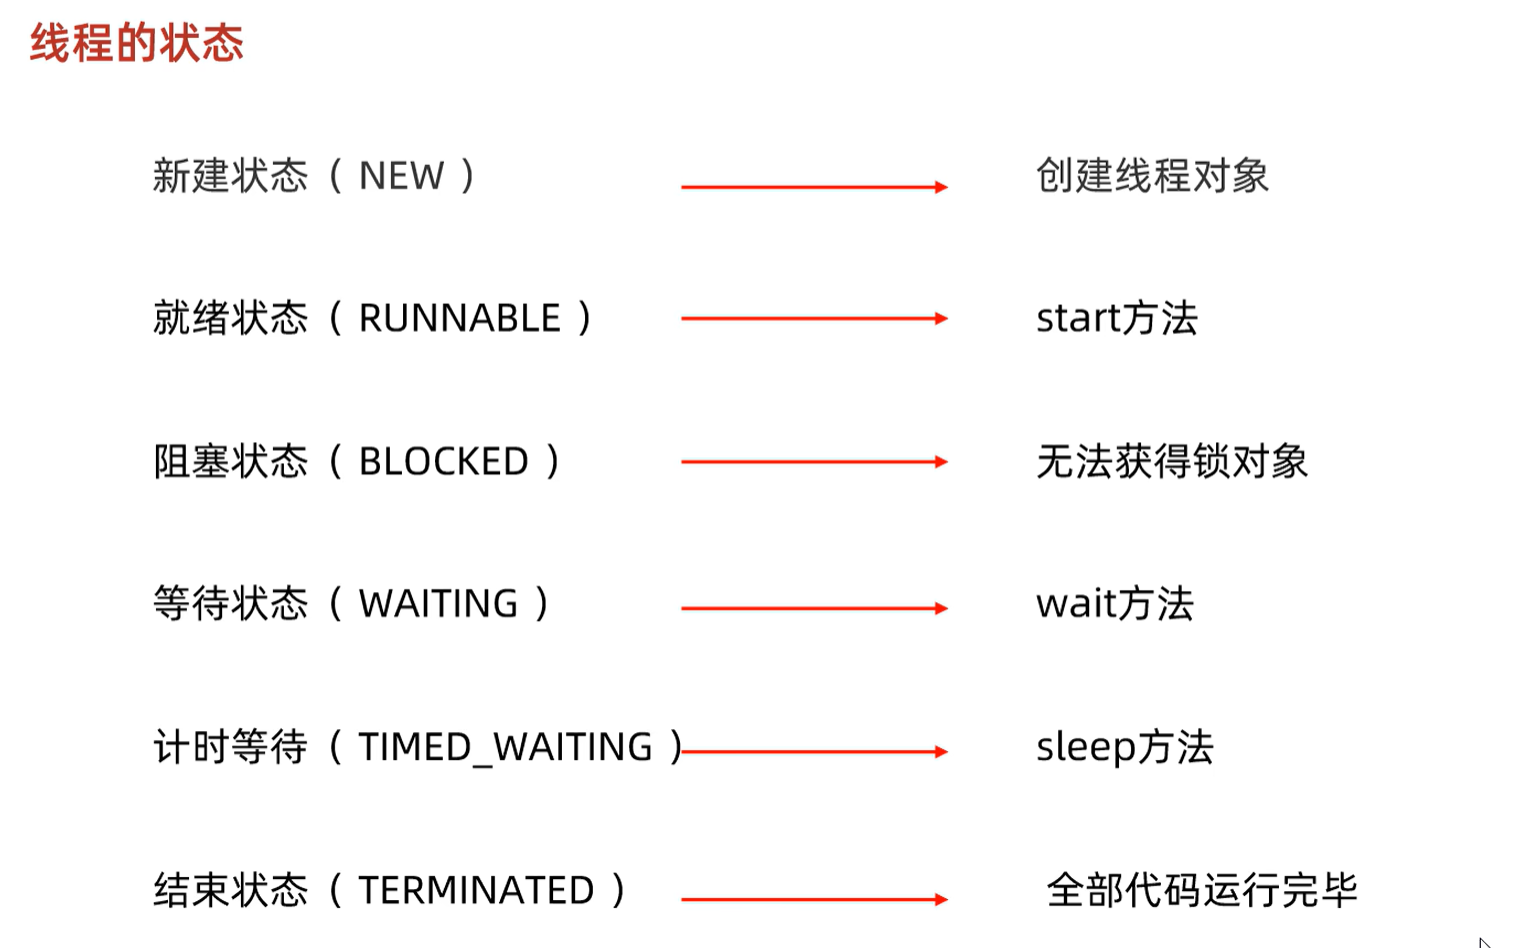 线程的状态
新建状态（ NEW ） 创建线程对象
就绪状态（ RUNNABLE ） start方法
阻塞状态（ BLOCKED ） 无法获得锁对象
等待状态（ WAITING ） wait方法
计时等待（ TIMED_WAITING ） sleep方法
结束状态（ TERMINATED ） 全部代码运行完毕